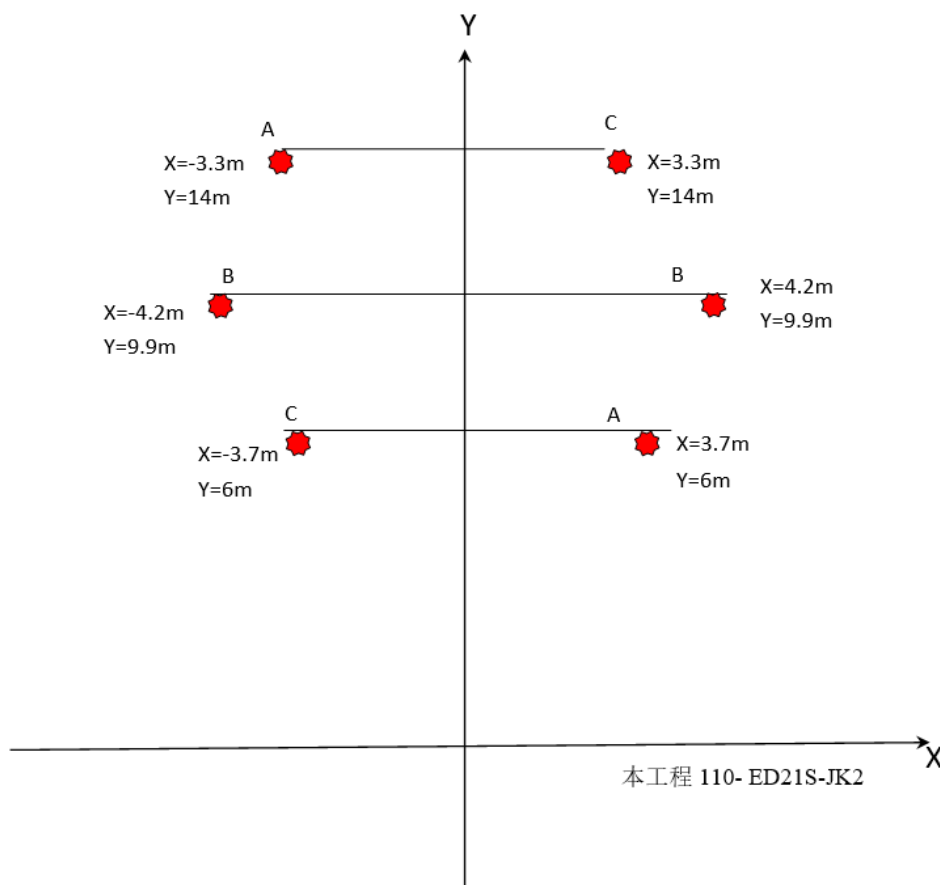 Y
A
C
X=-3.3m
X=3.3m
Y=14m
Y=14m
B
B
X=4.2m
X=-4.2m
Y=9.9m
Y=9.9m
C
A
X=-3.7m
X=3.7m
Y=6m
Y=6m
X
本工程 110- ED21S-JK2